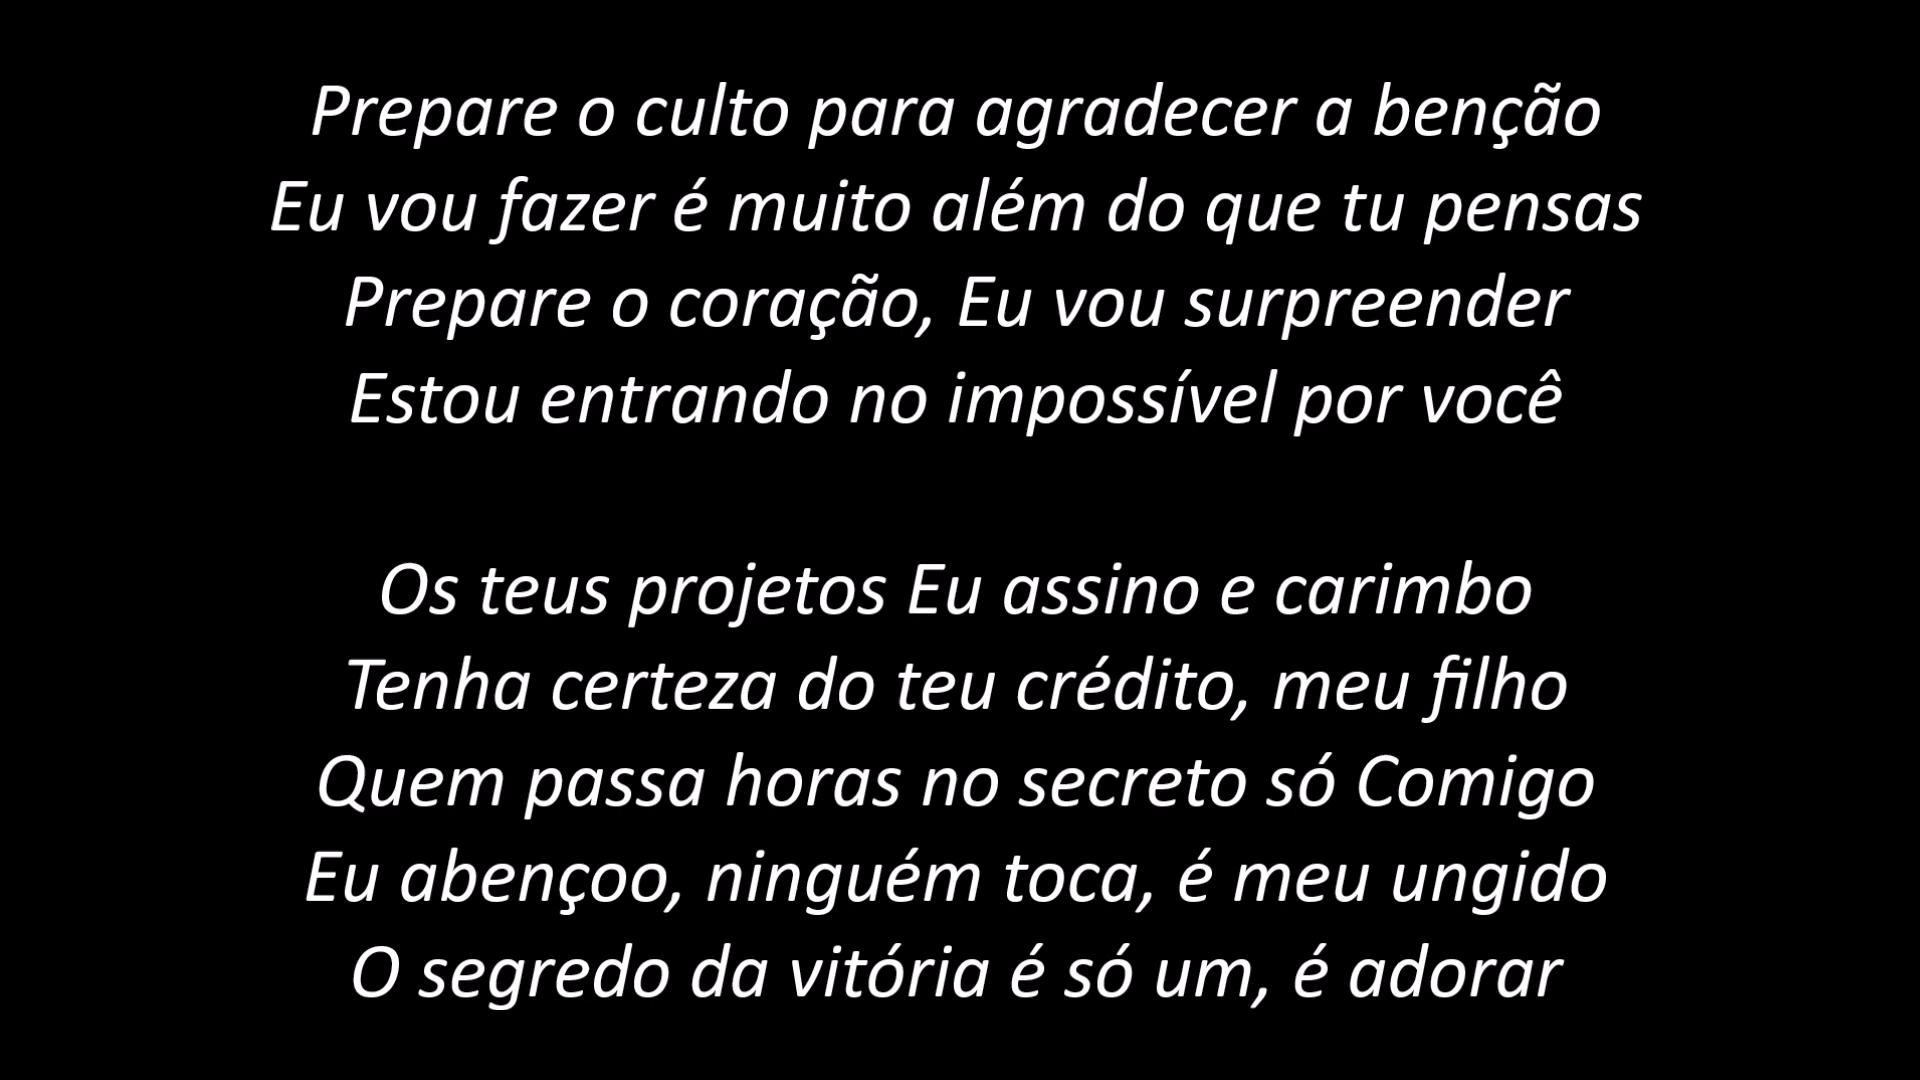 Prepare o culto para agradecer a benção
Eu vou fazer é muito além do que tu pensas
Prepare o coração, Eu vou surpreender
Estou entrando no impossível por você
Os teus projetos Eu assino e carimbo
Tenha certeza do teu crédito, meu filho
Quem passa horas no secreto só Comigo
Eu abençoo, ninguém toca, é meu ungido
O segredo da vitória é só um, é adorar